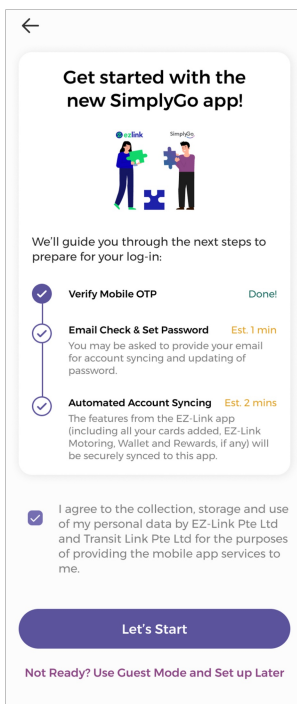 Get started with the
new SimplyGo app!
ezlink
SimplyGo
We'll guide you through the next steps to
prepare for your log-in:
Verify Mobile OTP Done!
Email Check & Set Password Est. 1 min
You may be asked to provide your email
for account syncing and updating of
password.
Automated Account Syncing Est. 2 mins
The features from the EZ-Link app
(including all your cards added, EZ-Link
Motoring, Wallet and Rewards, if any) will
be securely synced to this app.
I agree to the collection, storage and use
of my personal data by EZ-Link Pte Ltd
and Transit Link Pte Ltd for the purposes
of providing the mobile app services to
me.
Let's Start
Not Ready? Use Guest Mode and Set up Later